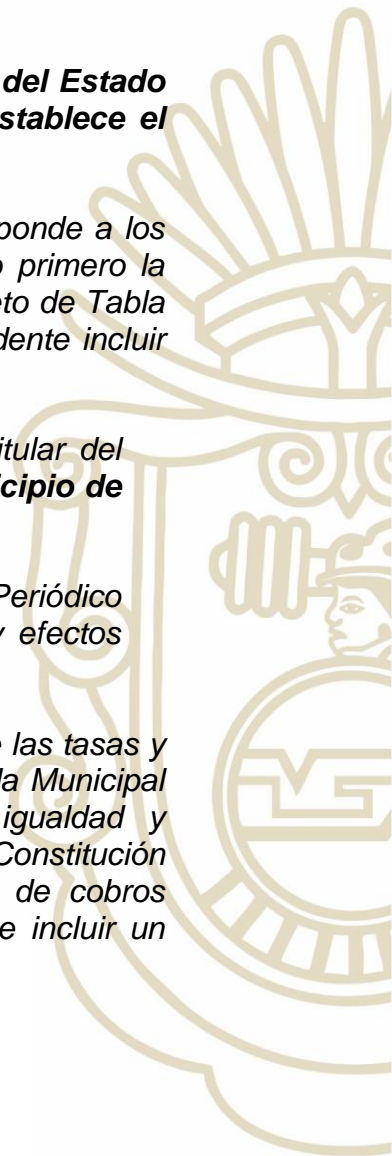 del Estado
establece el
ponde a los
primero la
eto de Tabla
dente incluir
itular del
cipio de
Periódico
efectos
e las tasas y
la Municipal
igualdad y
Constitución
de cobros
e incluir un